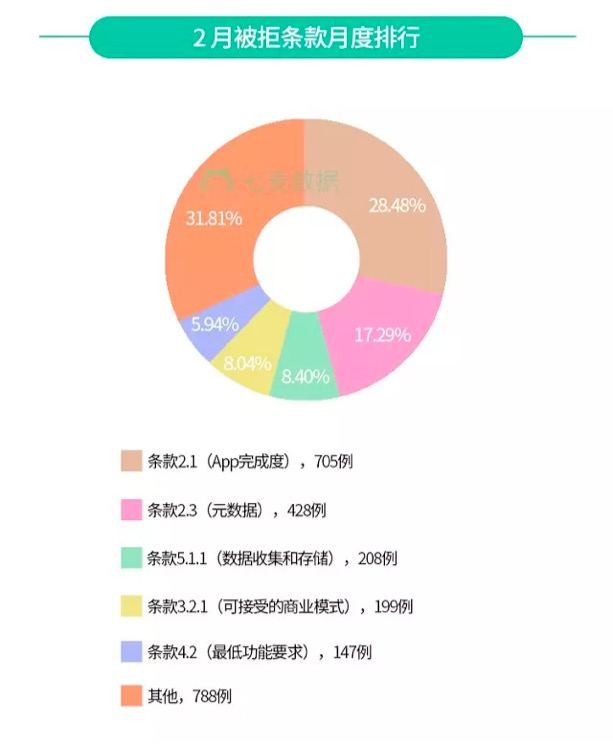 2 月被拒条款月度排行
数据
31.81%
28.48%
5.94%
17.29%
8.04%
8.40%
条款2.1（App完成度），705例
条款2.3（元数据），428例
条款5.1.1（数据收集和存储），208例
条款3.2.1（可接受的商业模式），199例
条款4.2（最低功能要求），147例
其他，788例